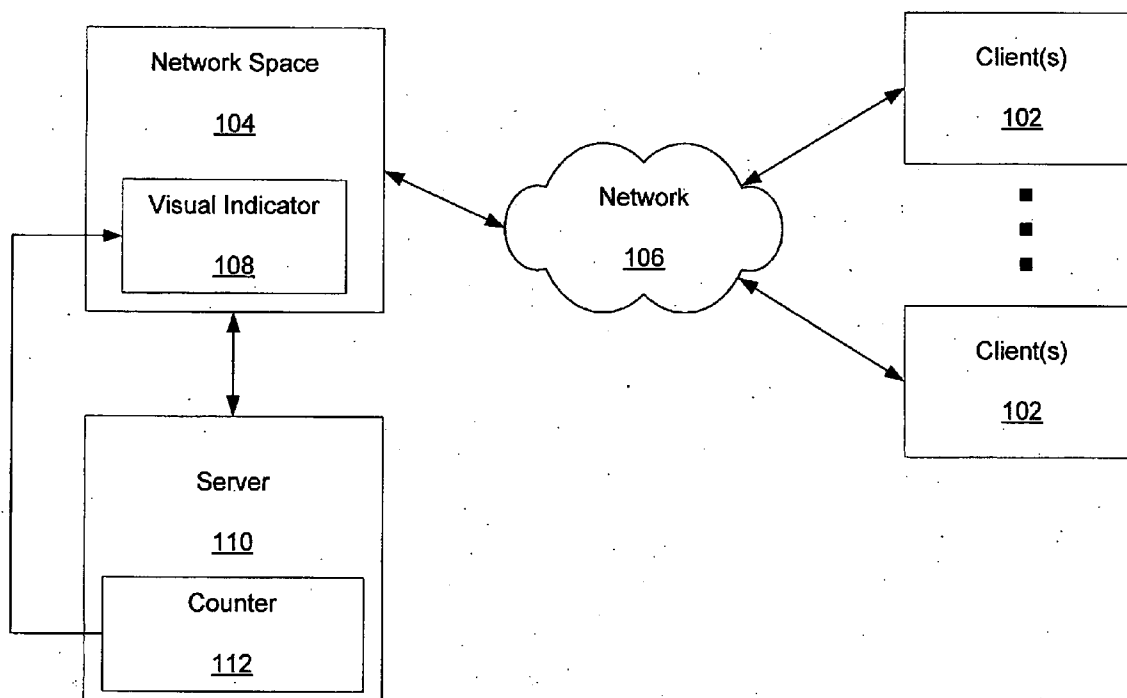 Network Space
104
Visual Indicator
108
Network
106
Client(s)
102
Client(s)
102
Server
110
Counter
112